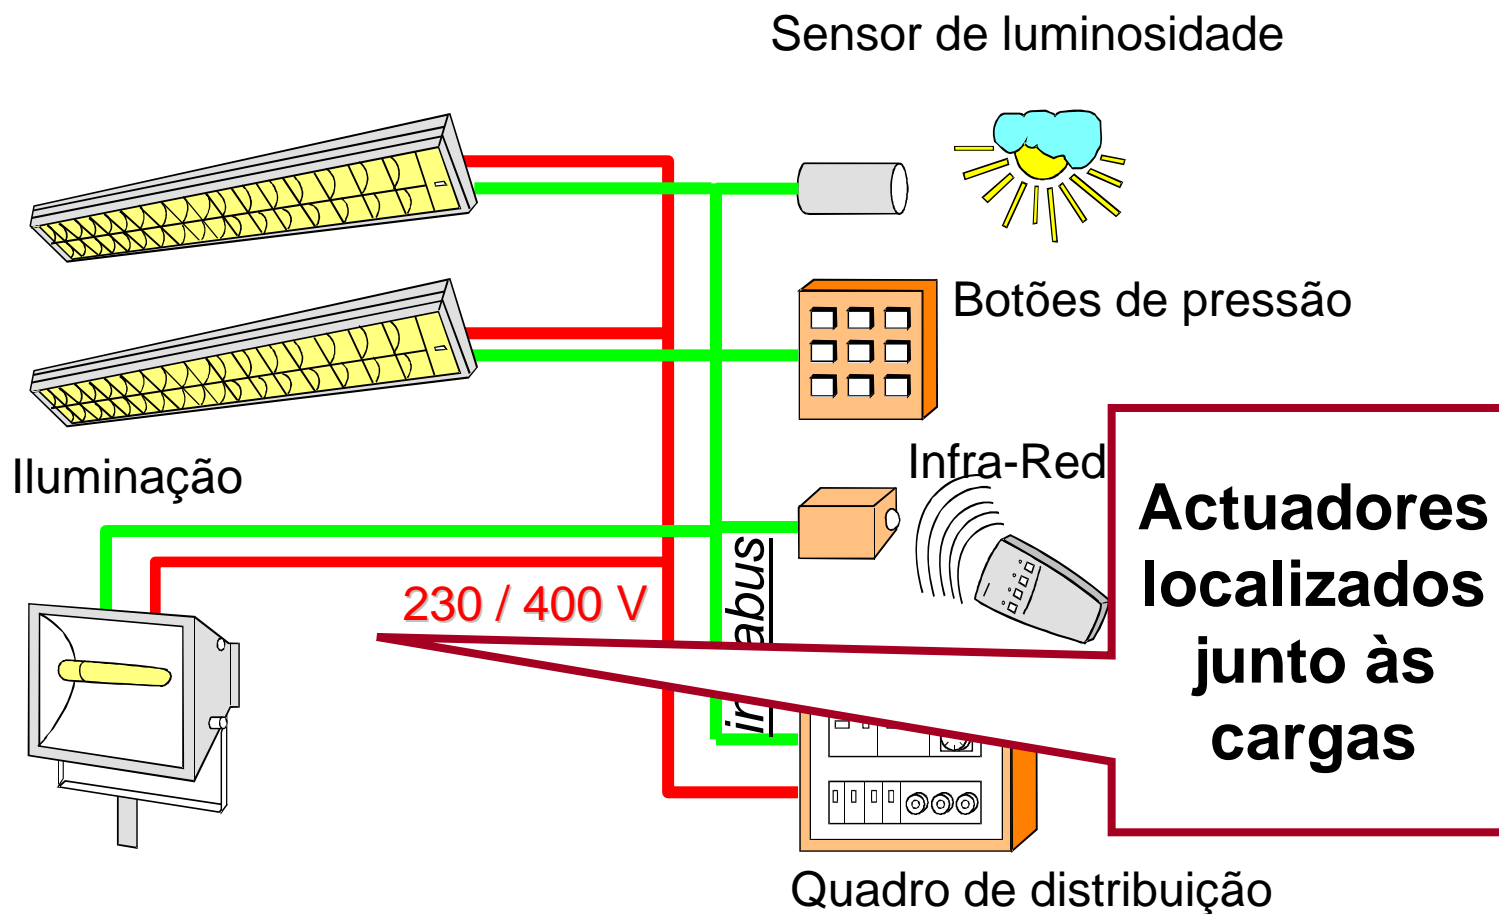 Sensor de luminosidade
Botões de pressão
Infra-Red
Iluminação
230 / 400 V
Actuadores
localizados
junto às
cargas
Quadro de distribuição